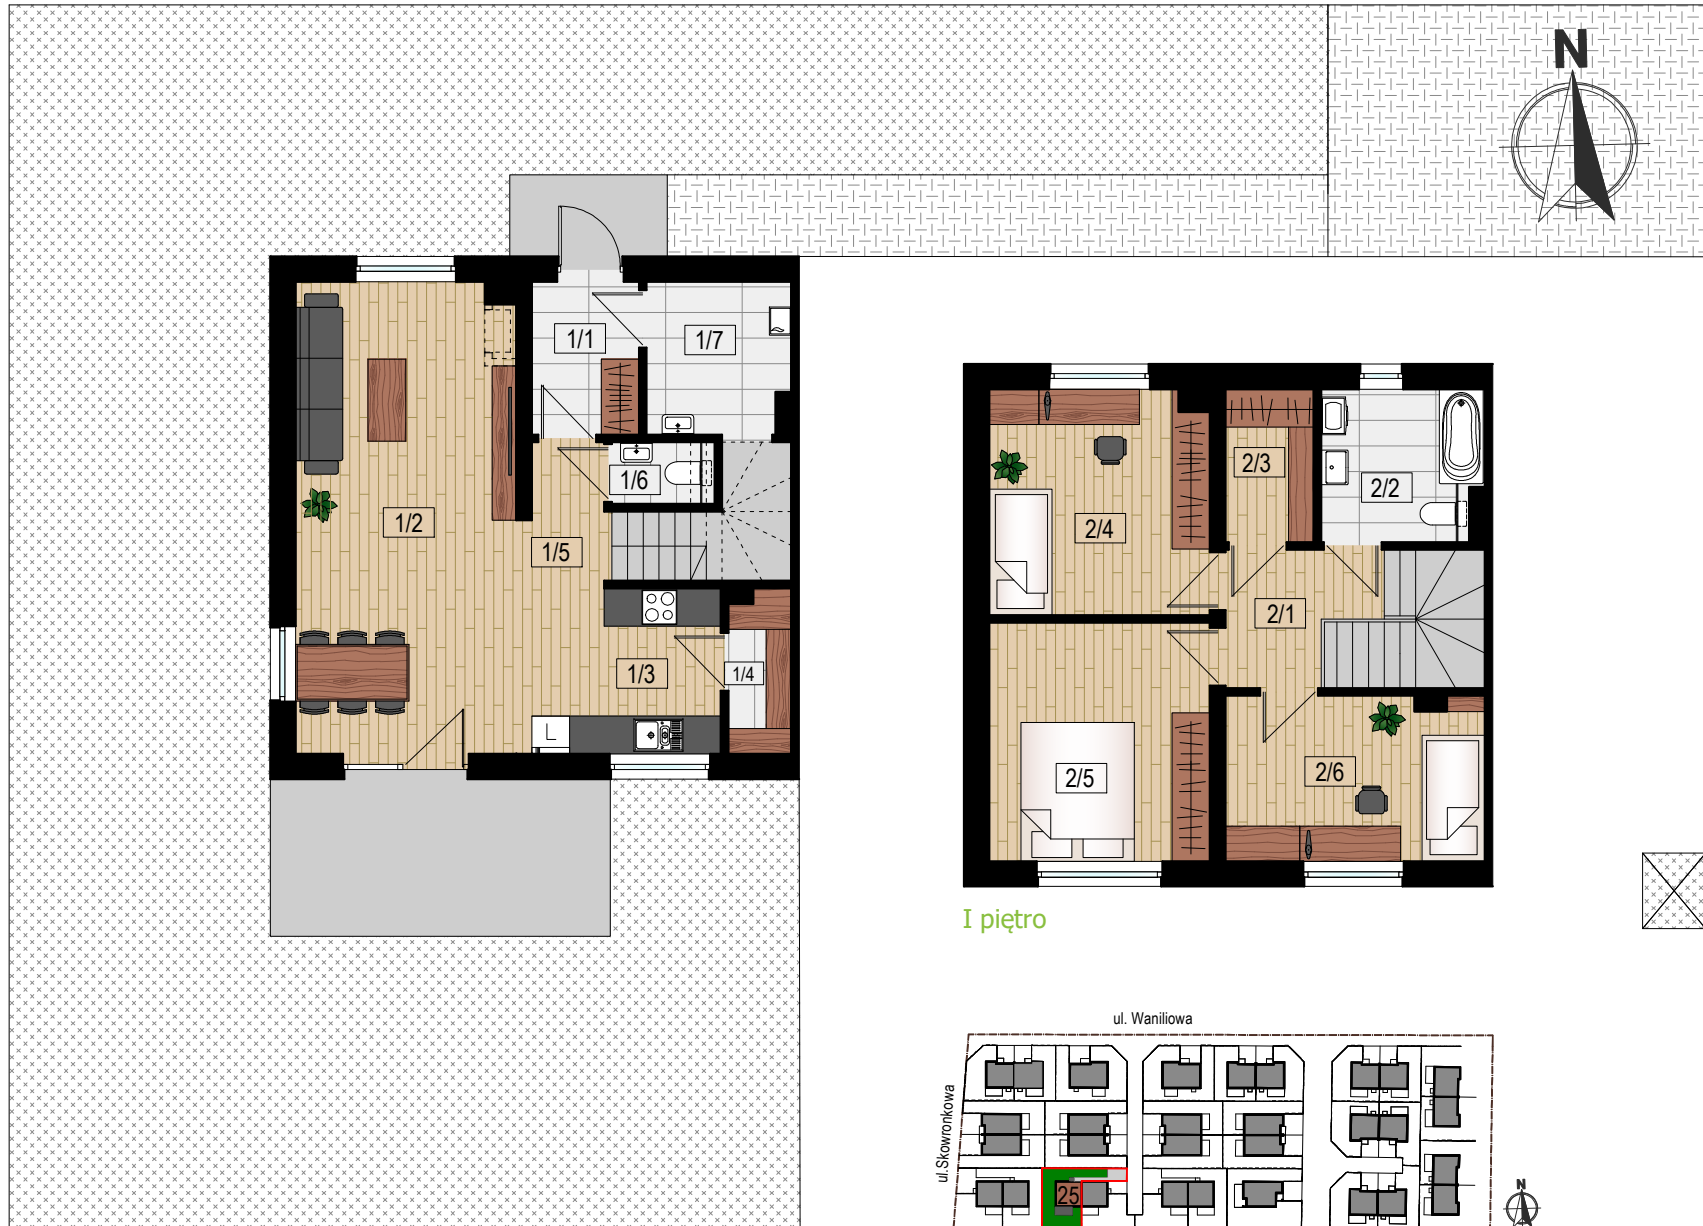 N
1/1
1/7
1/6
1/2
1/5
1/3
1/4
L
2/3
2/2
2/4
2/1
2/5
2/6
I piętro
ul. Waniliowa
ul.Skowronkowa
25
N